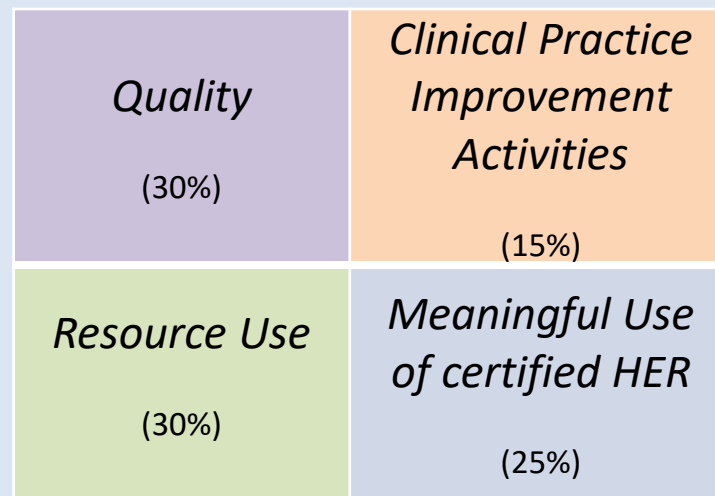 Quality
(30%)
Clinical Practice
Improvement
Activities
(15%)
Resource Use
(30%)
Meaningful Use
of certified HER
(25%)